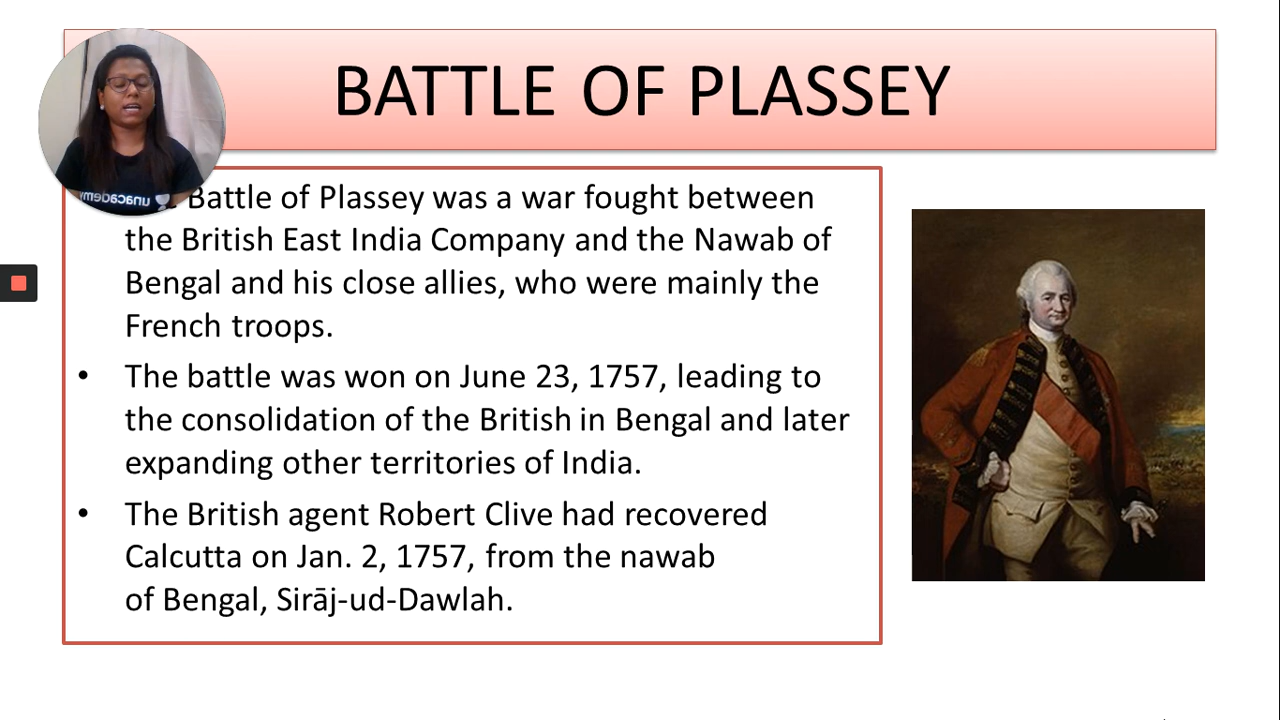 BATTLE OF PLASSEY
Battle of Plassey was a war fought between
the British East India Company and the Nawab of
Bengal and his close allies, who were mainly the
French troops.
• The battle was won on June 23, 1757, leading to
the consolidation of the British in Bengal and later
expanding other territories of India.
• The British agent Robert Clive had recovered
Calcutta on Jan. 2, 1757, from the nawab
of Bengal, Sirāj-ud-Dawlah.
unacademy